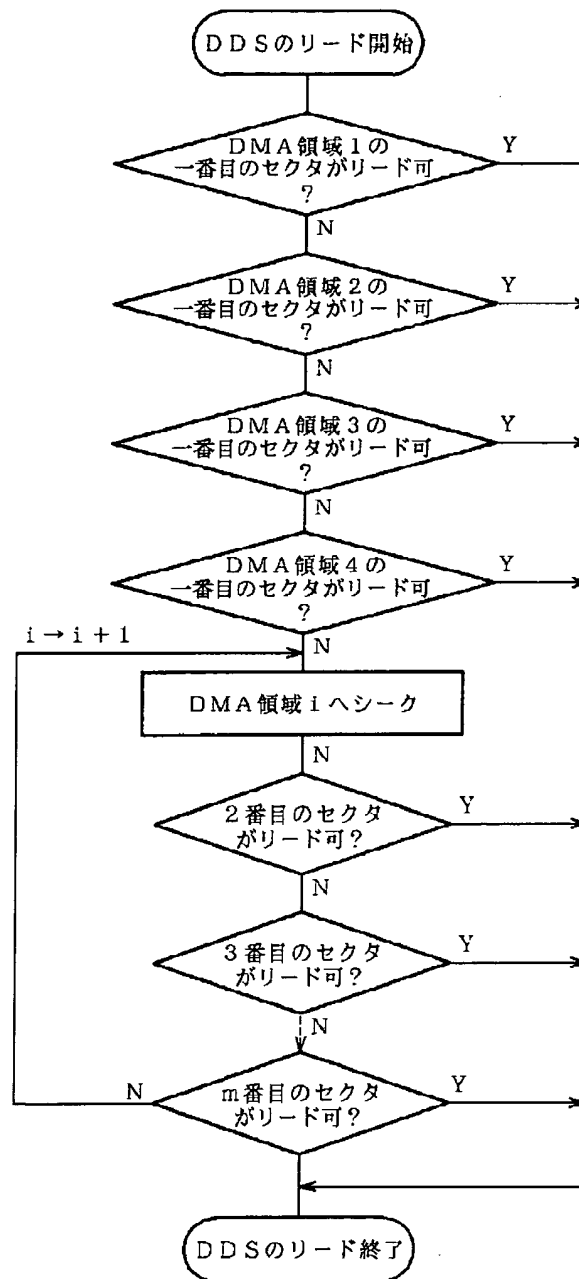 DDSのリード開始
DMA領域1の
一番目のセクタがリード可
?
Y
N
DMA領域2の
一番目のセクタがリード可
?
Y
N
DMA領域3の
一番目のセクタがリード可
?
Y
N
DMA領域4の
一番目のセクタがリード可
?
Y
N
i→i+1
DMA領域iへシーク
N
2番目のセクタ
がリード可?
Y
N
3番目のセクタ
がリード可?
Y
N
m番目のセクタ
がリード可?
N
Y
DDSのリード終了